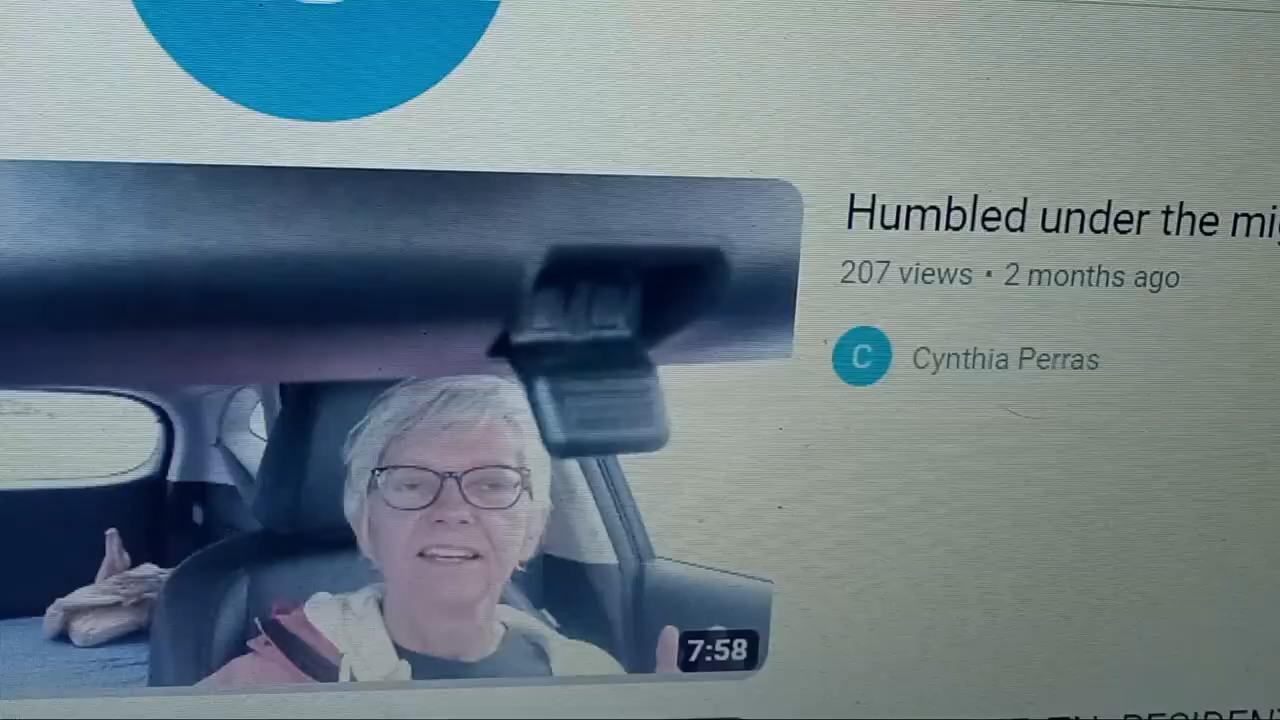 Humbled under the
207 views • 2 months ago
C Cynthia Perras
7:58